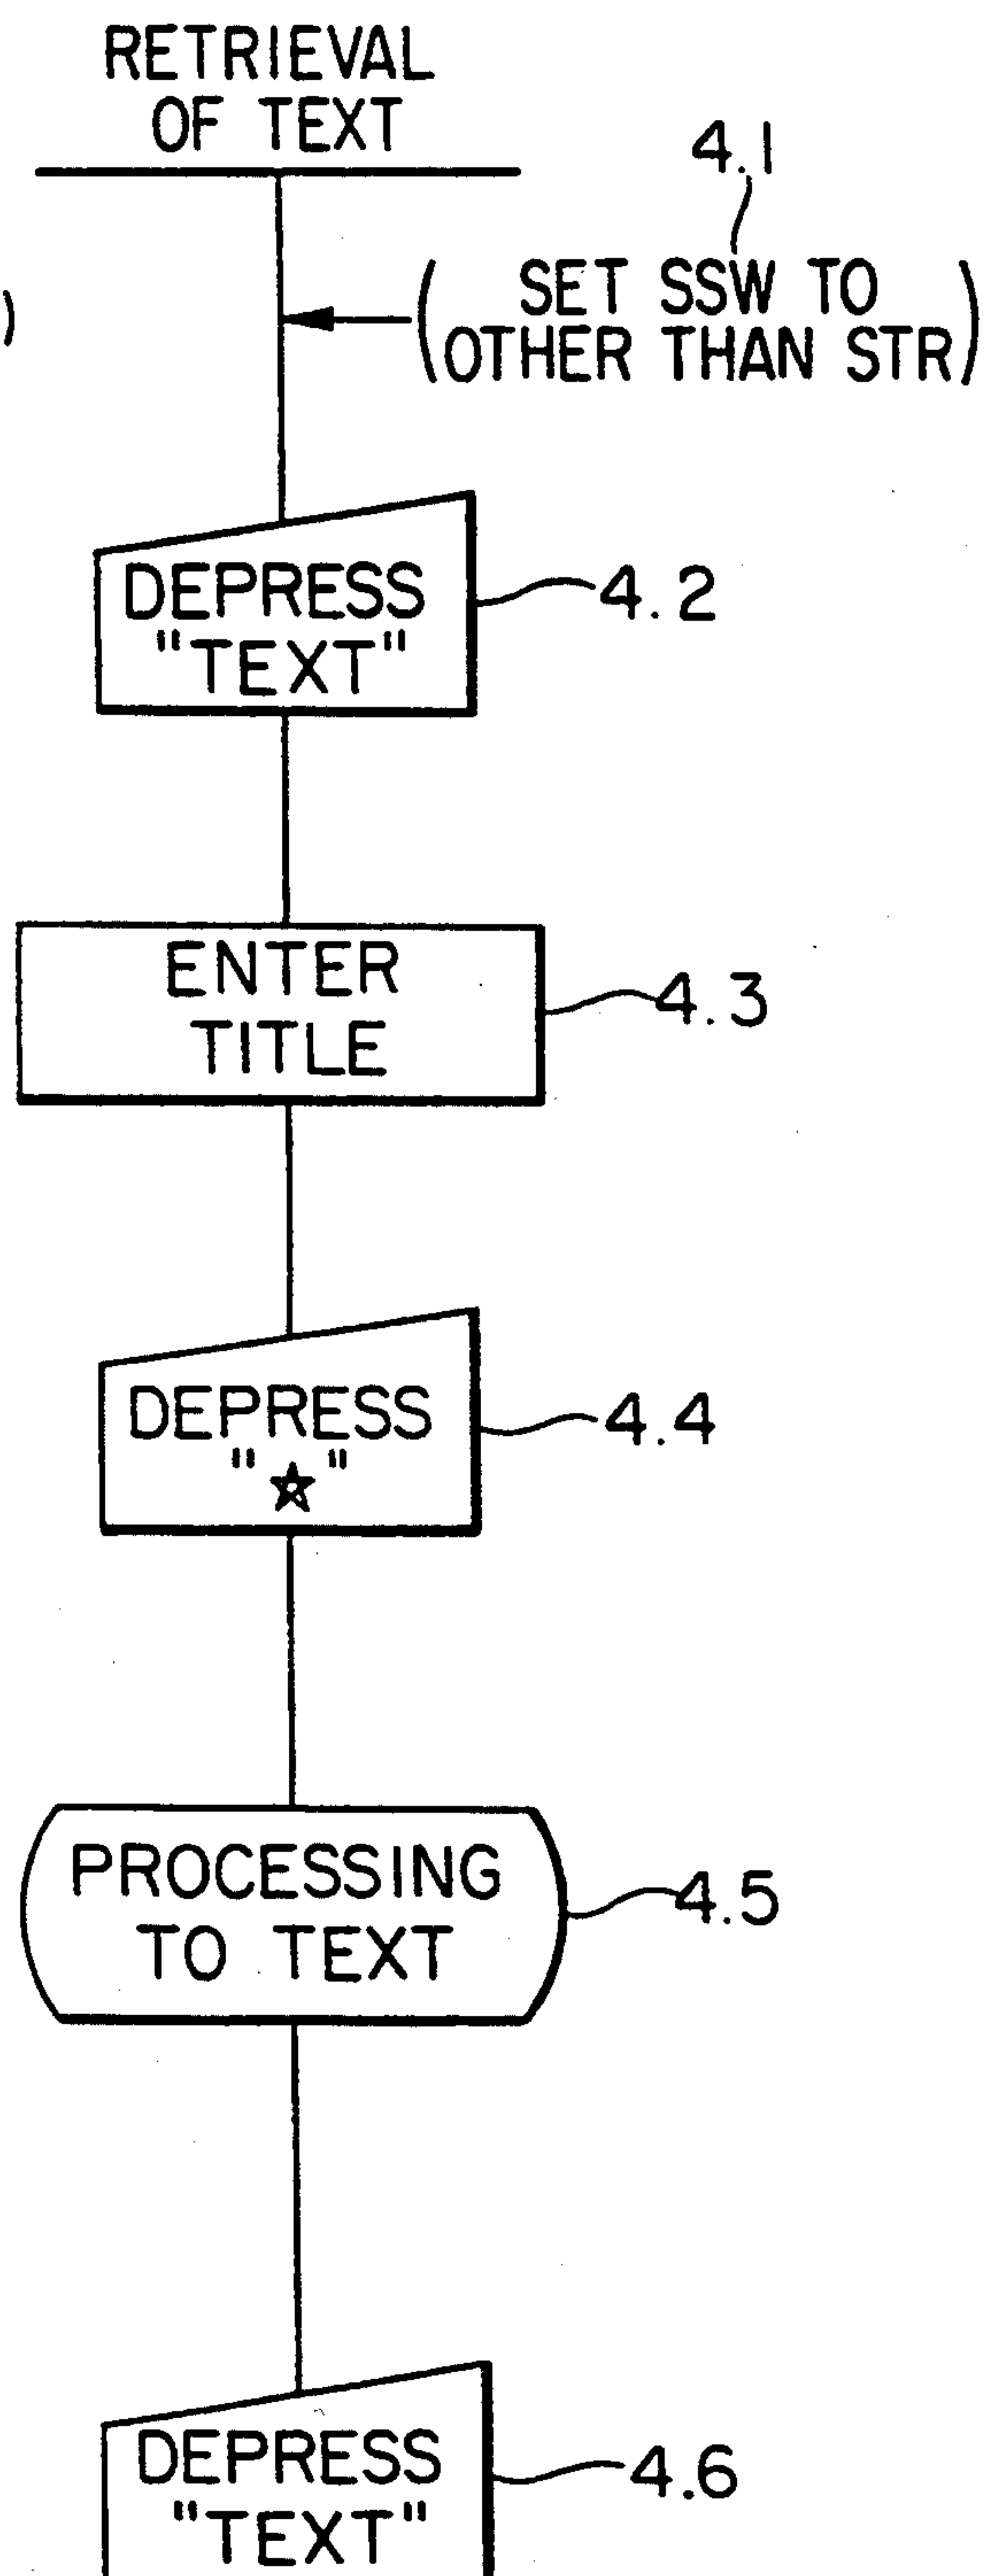 RETRIEVAL
OF TEXT
4.1
(SET SSW TO
OTHER THAN STR)
)
DEPRESS
"TEXT"
4.2
ENTER
TITLE
4.3
DEPRESS
"☆"
4.4
PROCESSING
TO TEXT
4.5
DEPRESS
"TEXT"
4.6